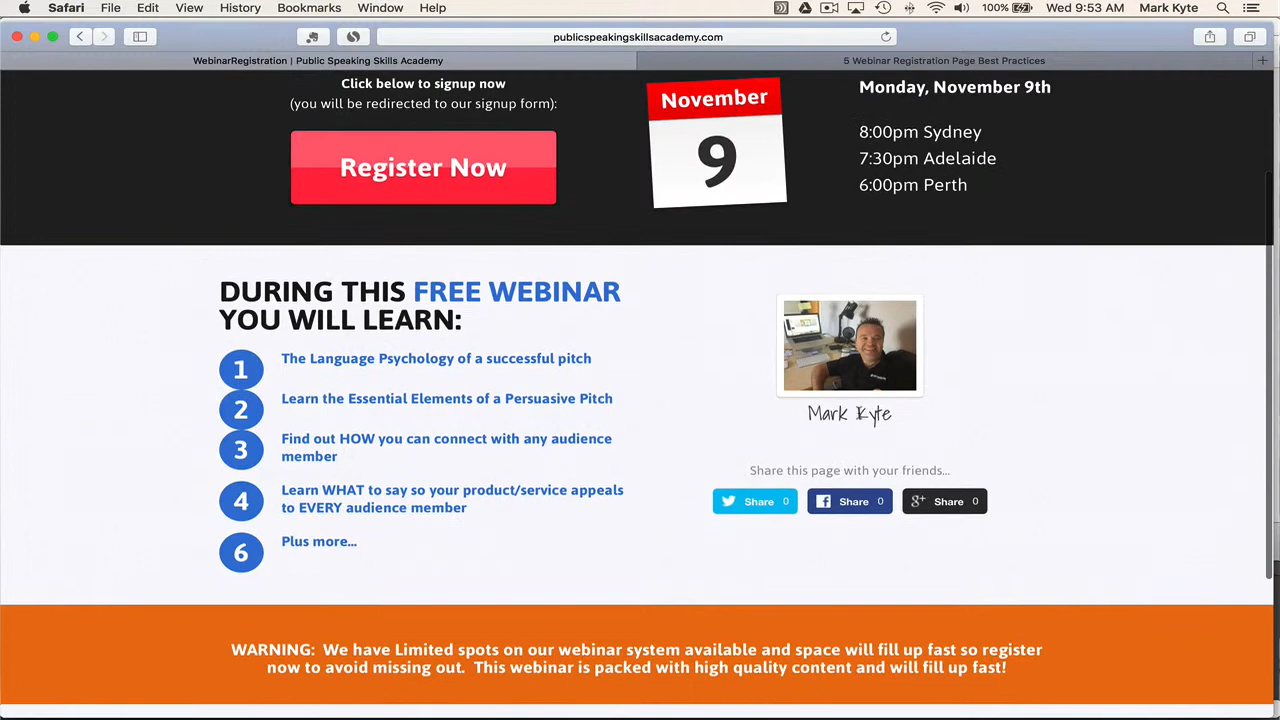 Safari File Edit View History Bookmarks Window Help 100% Wed 9:53 AM Mark Kyte
publicspeakingskillsacademy.com
WebinarRegistration | Public Speaking Skills Academy
5 Webinar Registration Page Best Practices
Click below to signup now
(you will be redirected to our signup form):
Register Now
November
9
Monday, November 9th
8:00pm Sydney
7:30pm Adelaide
6:00pm Perth
DURING THIS FREE WEBINAR
YOU WILL LEARN:
1 The Language Psychology of a successful pitch
2 Learn the Essential Elements of a Persuasive Pitch
3 Find out HOW you can connect with any audience
member
4 Learn WHAT to say so your product/service appeals
to EVERY audience member
6 Plus more...
Mark Kyte
Share this page with your friends...
Share 0
Share 0
Share 0
WARNING: We have Limited spots on our webinar system available and space will fill up fast so register
now to avoid missing out. This webinar is packed with high quality content and will fill up fast!